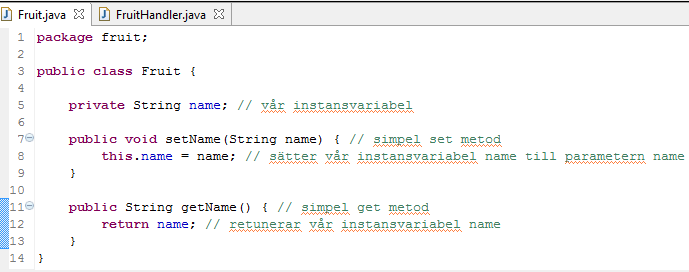 Fruit.java FruitHandler.java
1 package fruit;
2
3 public class Fruit {
4
5 private String name; // vår instansvariabel
6
7 public void setName(String name) { // simpel set metod
8 this.name = name; // sätter vår instansvariabel name till parametern name
9 }
10
11 public String getName() { // simpel get metod
12 return name; // retunerar vår instansvariabel name
13 }
14 }